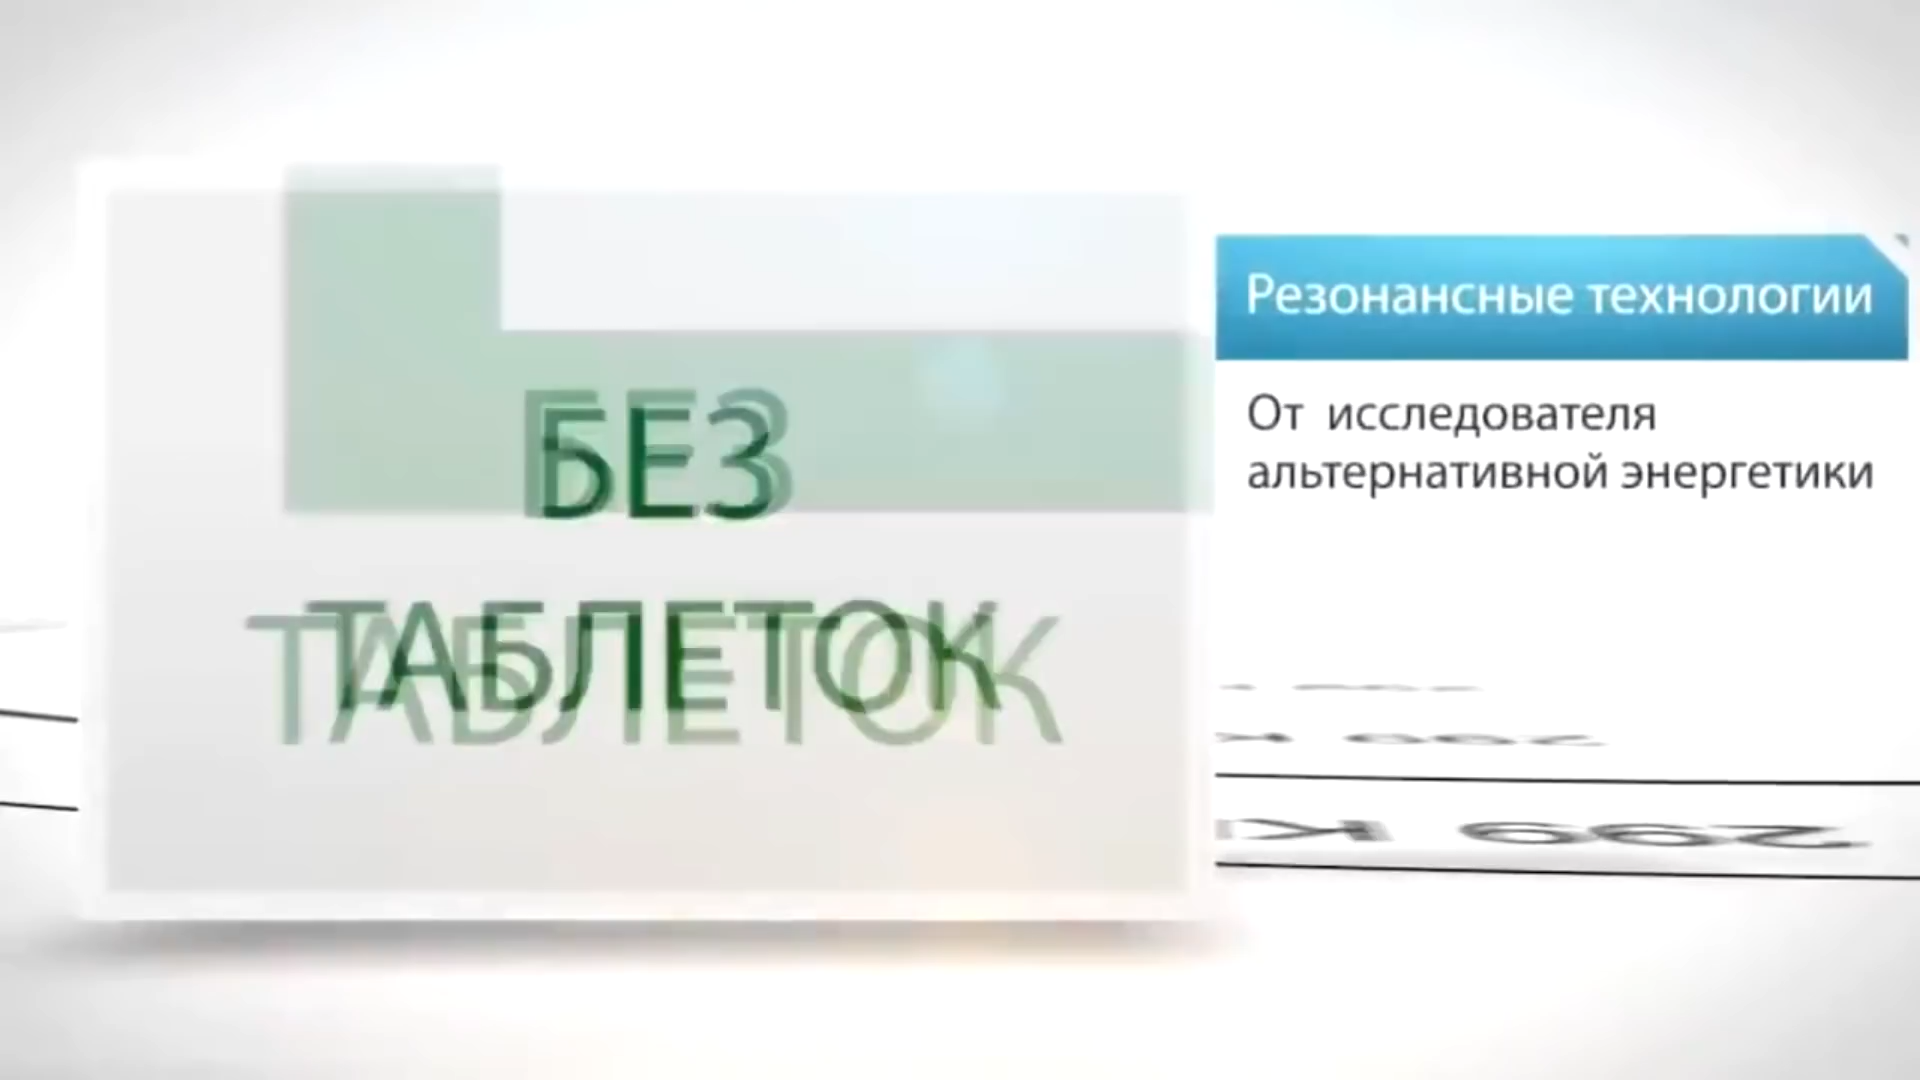 БЕЗ
ТАБЛЕТОК
Резонансные технологии
От исследователя
альтернативной энергетики